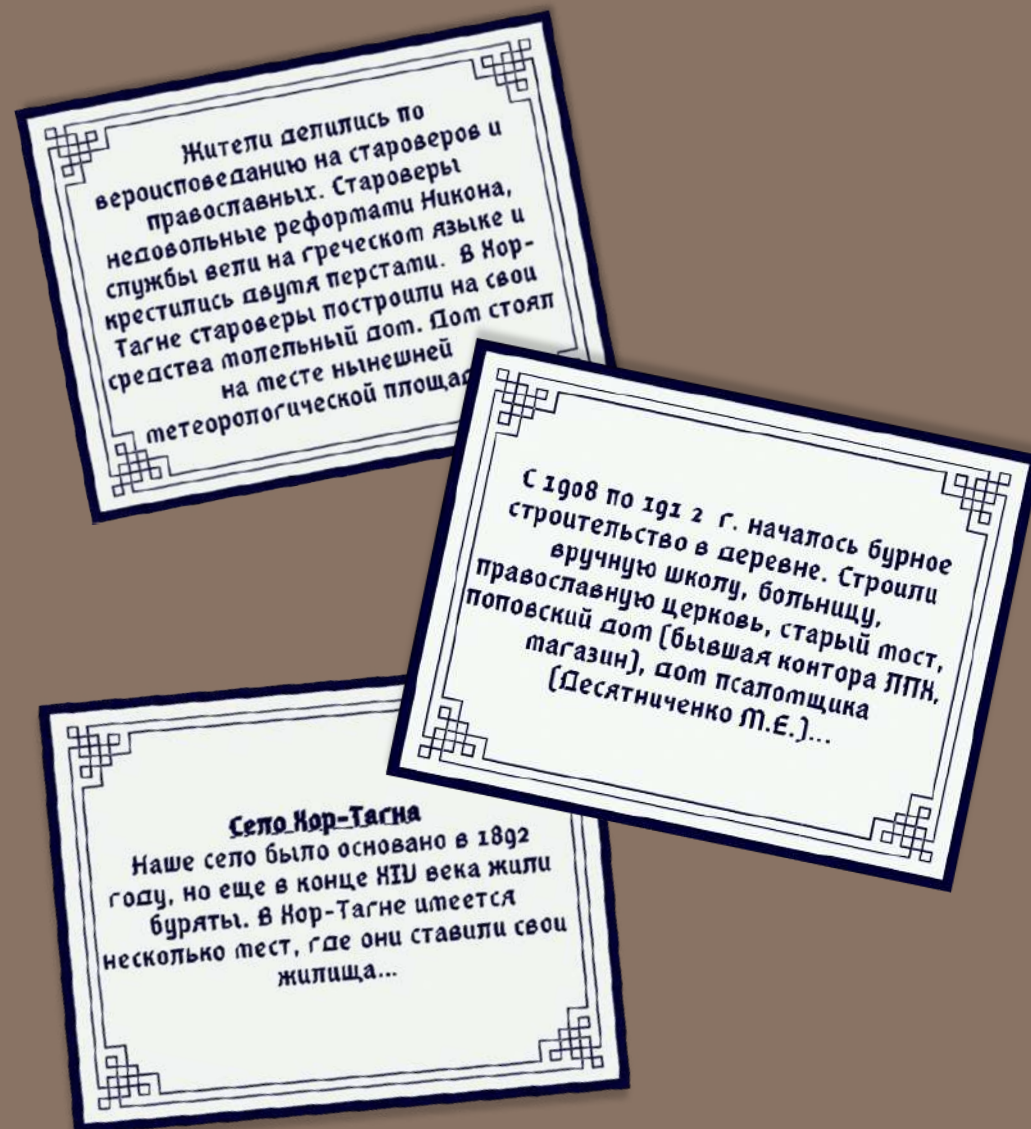 Жители делились по
вероисповеданию на староверов и
православных. Староверы
недовольные реформами Никона,
службы вели на греческом языке и
крестились двумя перстами. В Хор-
Тагне староверы построили на свои
средства молельный дом. Дом стоял
на месте нынешней
метеорологической
С 1908 по 191 2 г. началось бурное
строительство в деревне. Строили
вручную школу, больницу,
православную церковь, старый мост,
поповский дом (бывшая контора ЛПХ,
магазин), дом псаломщика
(Десятниченко М.Е.)...
Село Хор-Тагна
Наше село было основано в 1892
году, но еще в конце XIV века жили
буряты. В Хор-Тагне имеется
несколько мест, где они ставили свои
жилища...